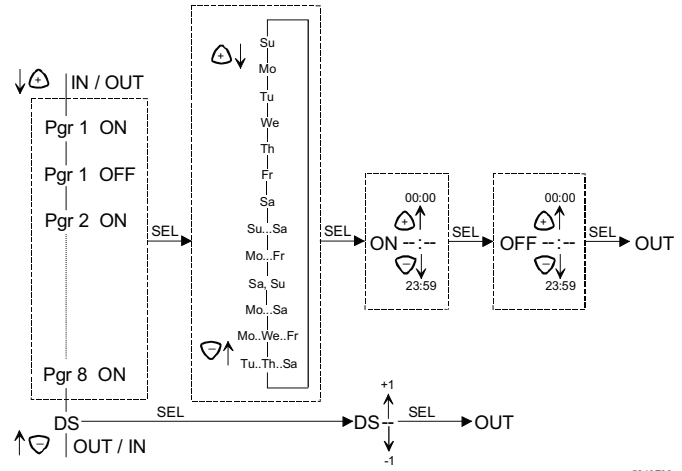 + IN / OUT
Pgr 1 ON
Pgr 1 OFF
Pgr 2 ON
Pgr 8 ON
DS
− OUT / IN
SEL
+
Su
Mo
Tu
We
Th
Fr
Sa
Su...Sa
Mo...Fr
Sa, Su
Mo...Sa
Mo..We..Fr
Tu..Th..Sa
−
SEL
00:00
+
ON --:--
−
23:59
SEL
00:00
+
OFF --:--
−
23:59
SEL
OUT
SEL
+1
DS--
-1
SEL
OUT